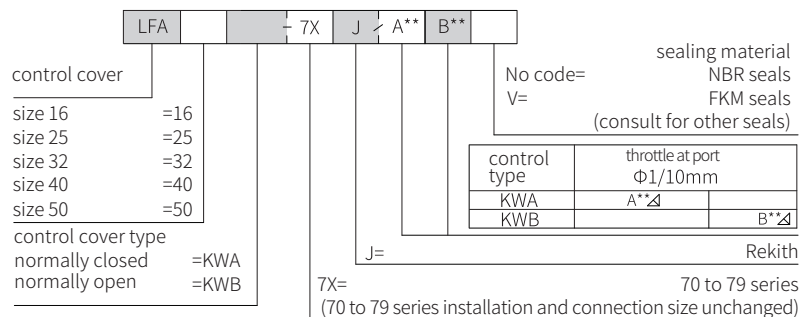 LFA - 7X J / A** B**
sealing material
control cover
No code= NBR seals
V= FKM seals
(consult for other seals)
size 16 =16
size 25 =25
size 32 =32
size 40 =40
size 50 =50
control type throttle at port Φ1/10mm
KWA A**
KWB B**
control cover type
normally closed =KWA
normally open =KWB
J= Rekith
7X= 70 to 79 series
(70 to 79 series installation and connection size unchanged)